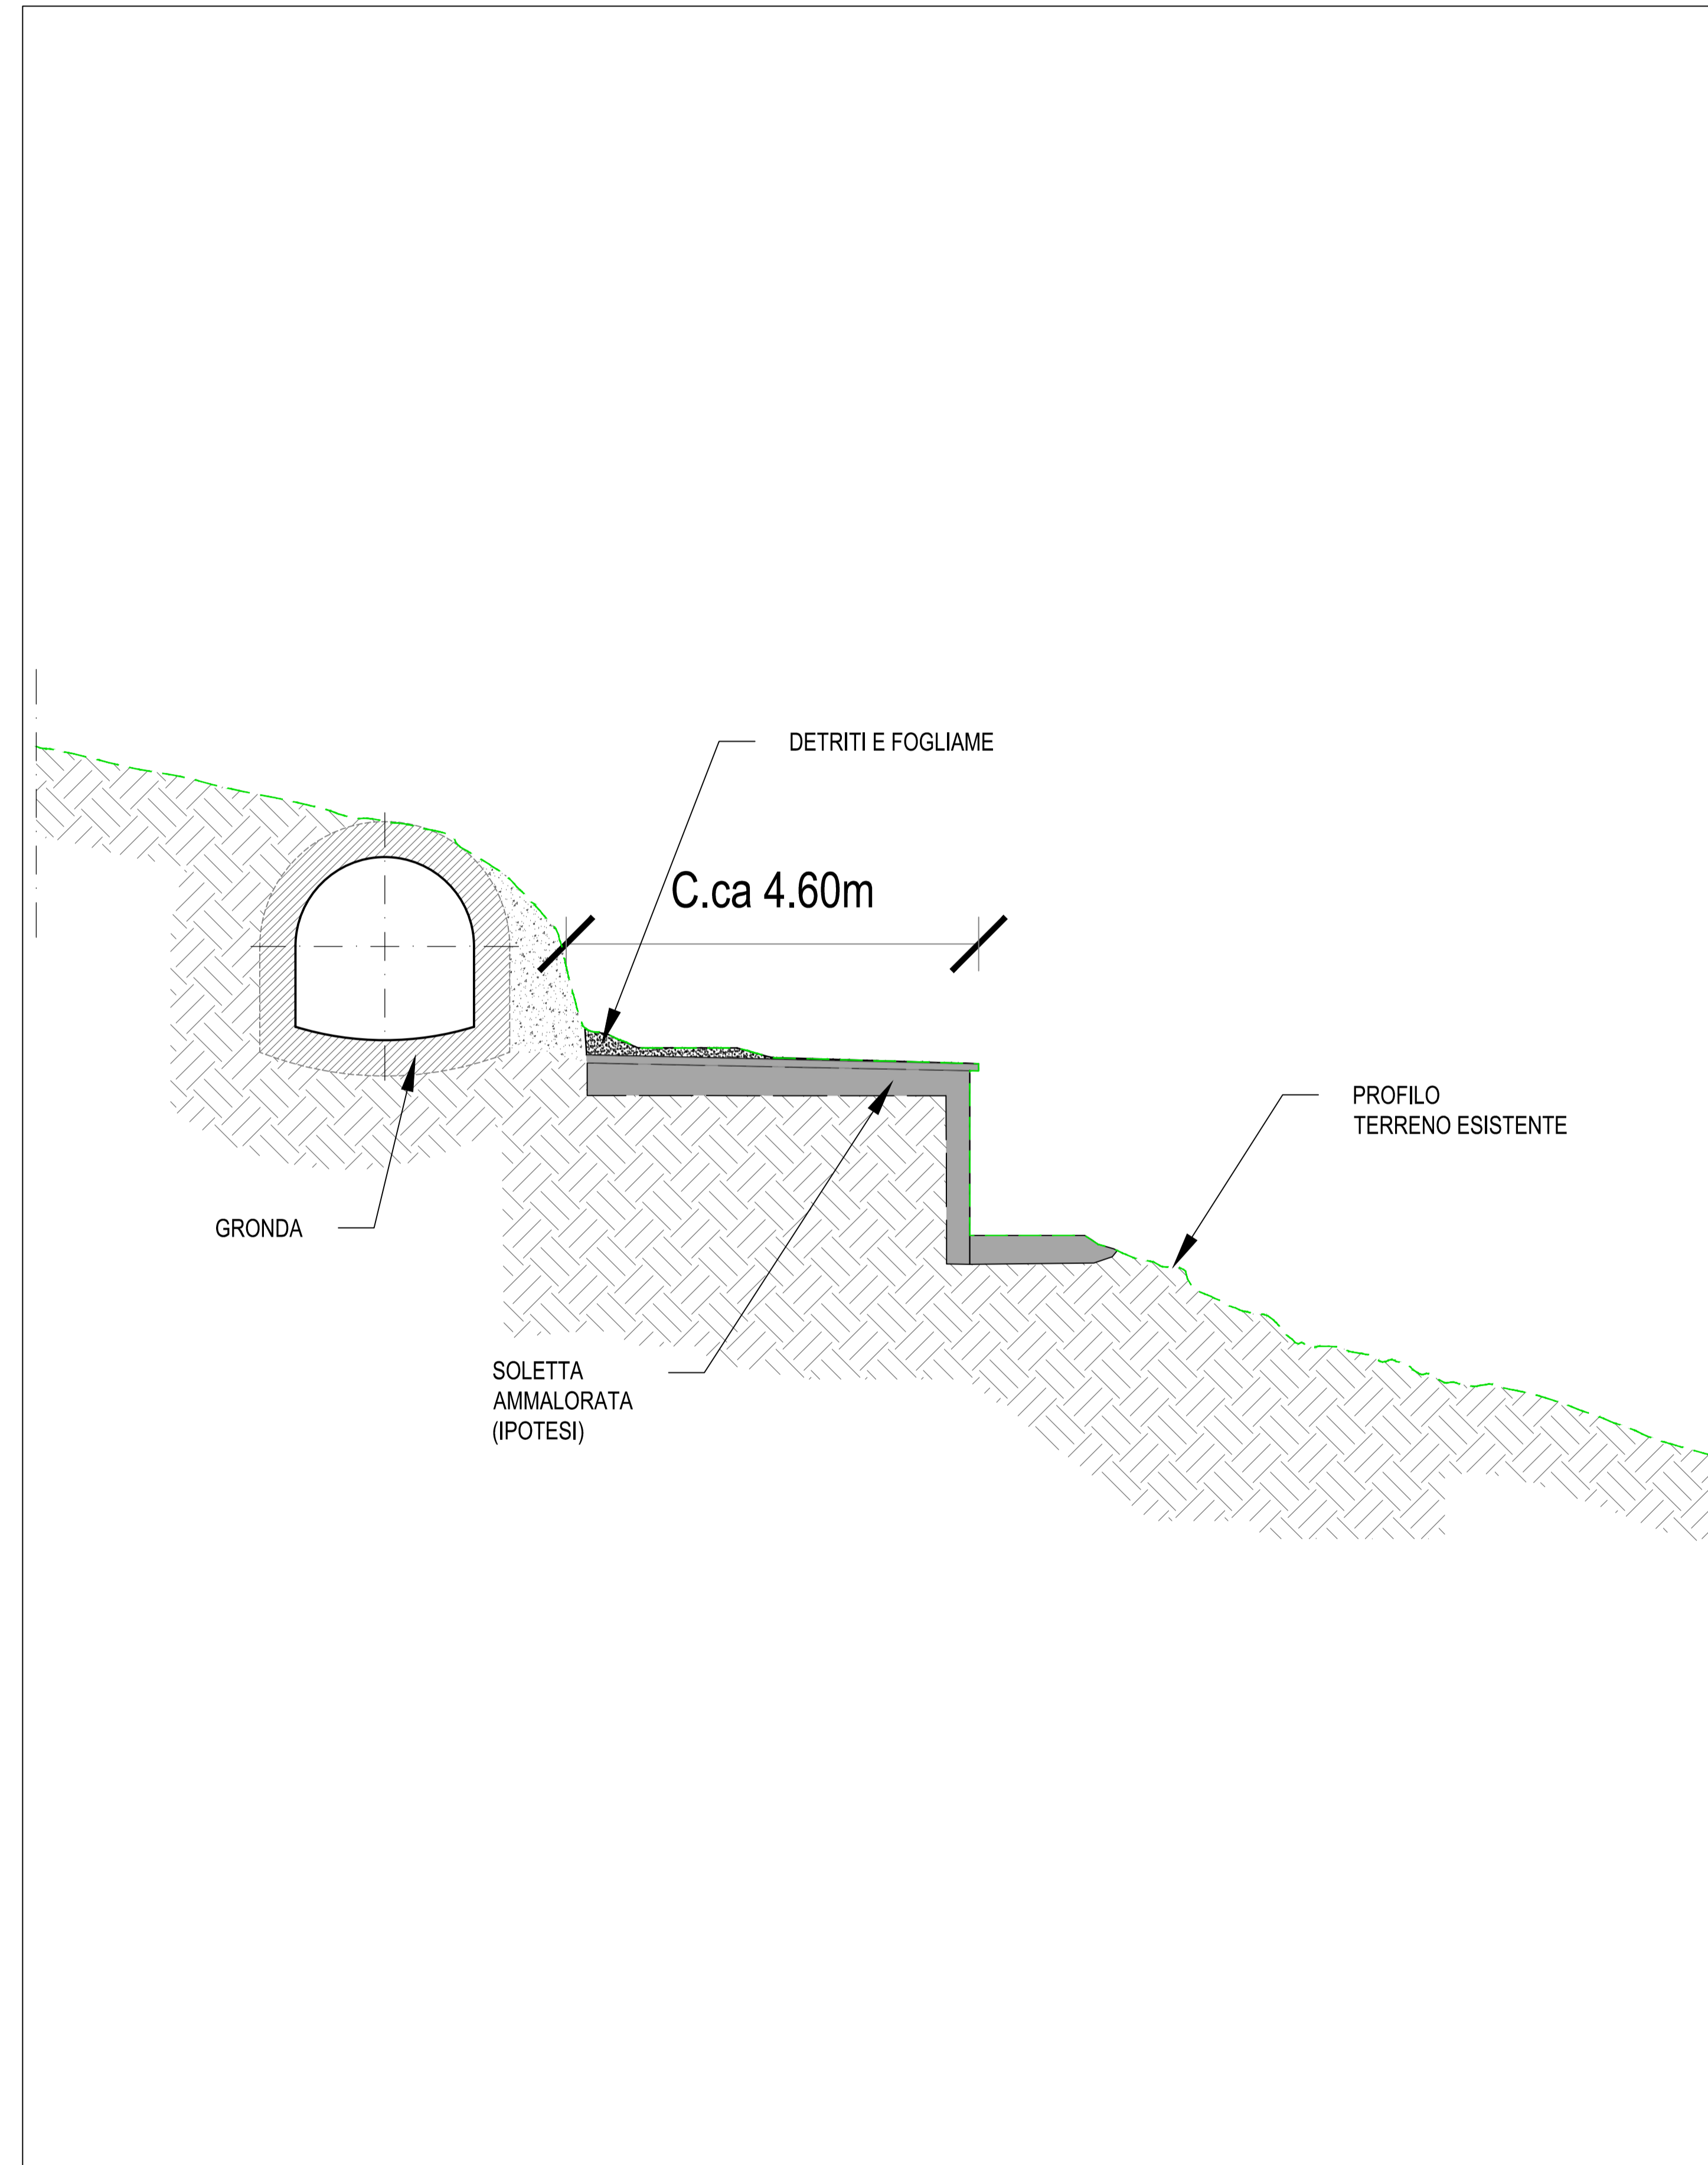 DETRITI E FOGLIAME
C.ca 4.60m
PROFILO
TERRENO ESISTENTE
GRONDA
SOLETTA
AMMALORATA
(IPOTESI)